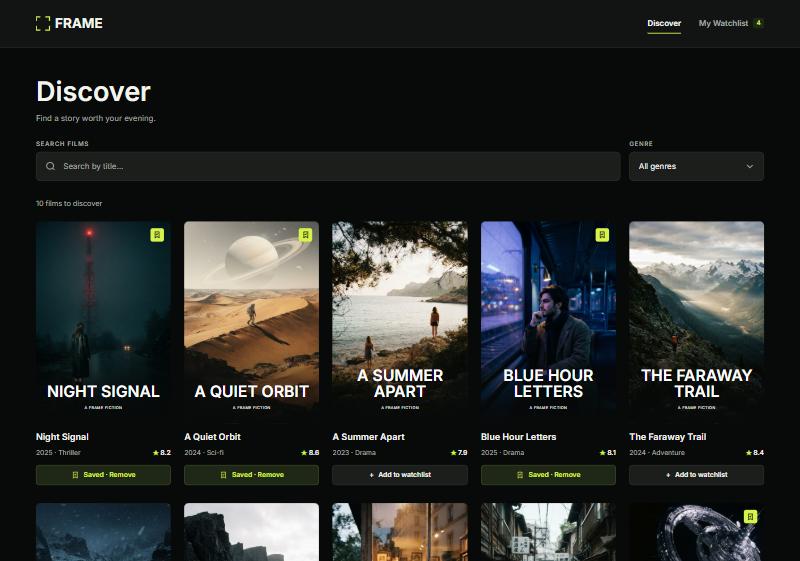 FRAME
Discover
My Watchlist 4
Discover
Find a story worth your evening.
SEARCH FILMS
GENRE
Search by title...
All genres
10 films to discover
NIGHT SIGNAL
A FRAME FICTION
A QUIET ORBIT
A FRAME FICTION
A SUMMER
APART
A FRAME FICTION
BLUE HOUR
LETTERS
A FRAME FICTION
THE FARAWAY
TRAIL
A FRAME FICTION
Night Signal
2025 · Thriller
★ 8.2
Saved · Remove
A Quiet Orbit
2024 · Sci-fi
★ 8.6
Saved · Remove
A Summer Apart
2023 · Drama
★ 7.9
+ Add to watchlist
Blue Hour Letters
2025 · Drama
★ 8.1
Saved · Remove
The Faraway Trail
2024 · Adventure
★ 8.4
+ Add to watchlist